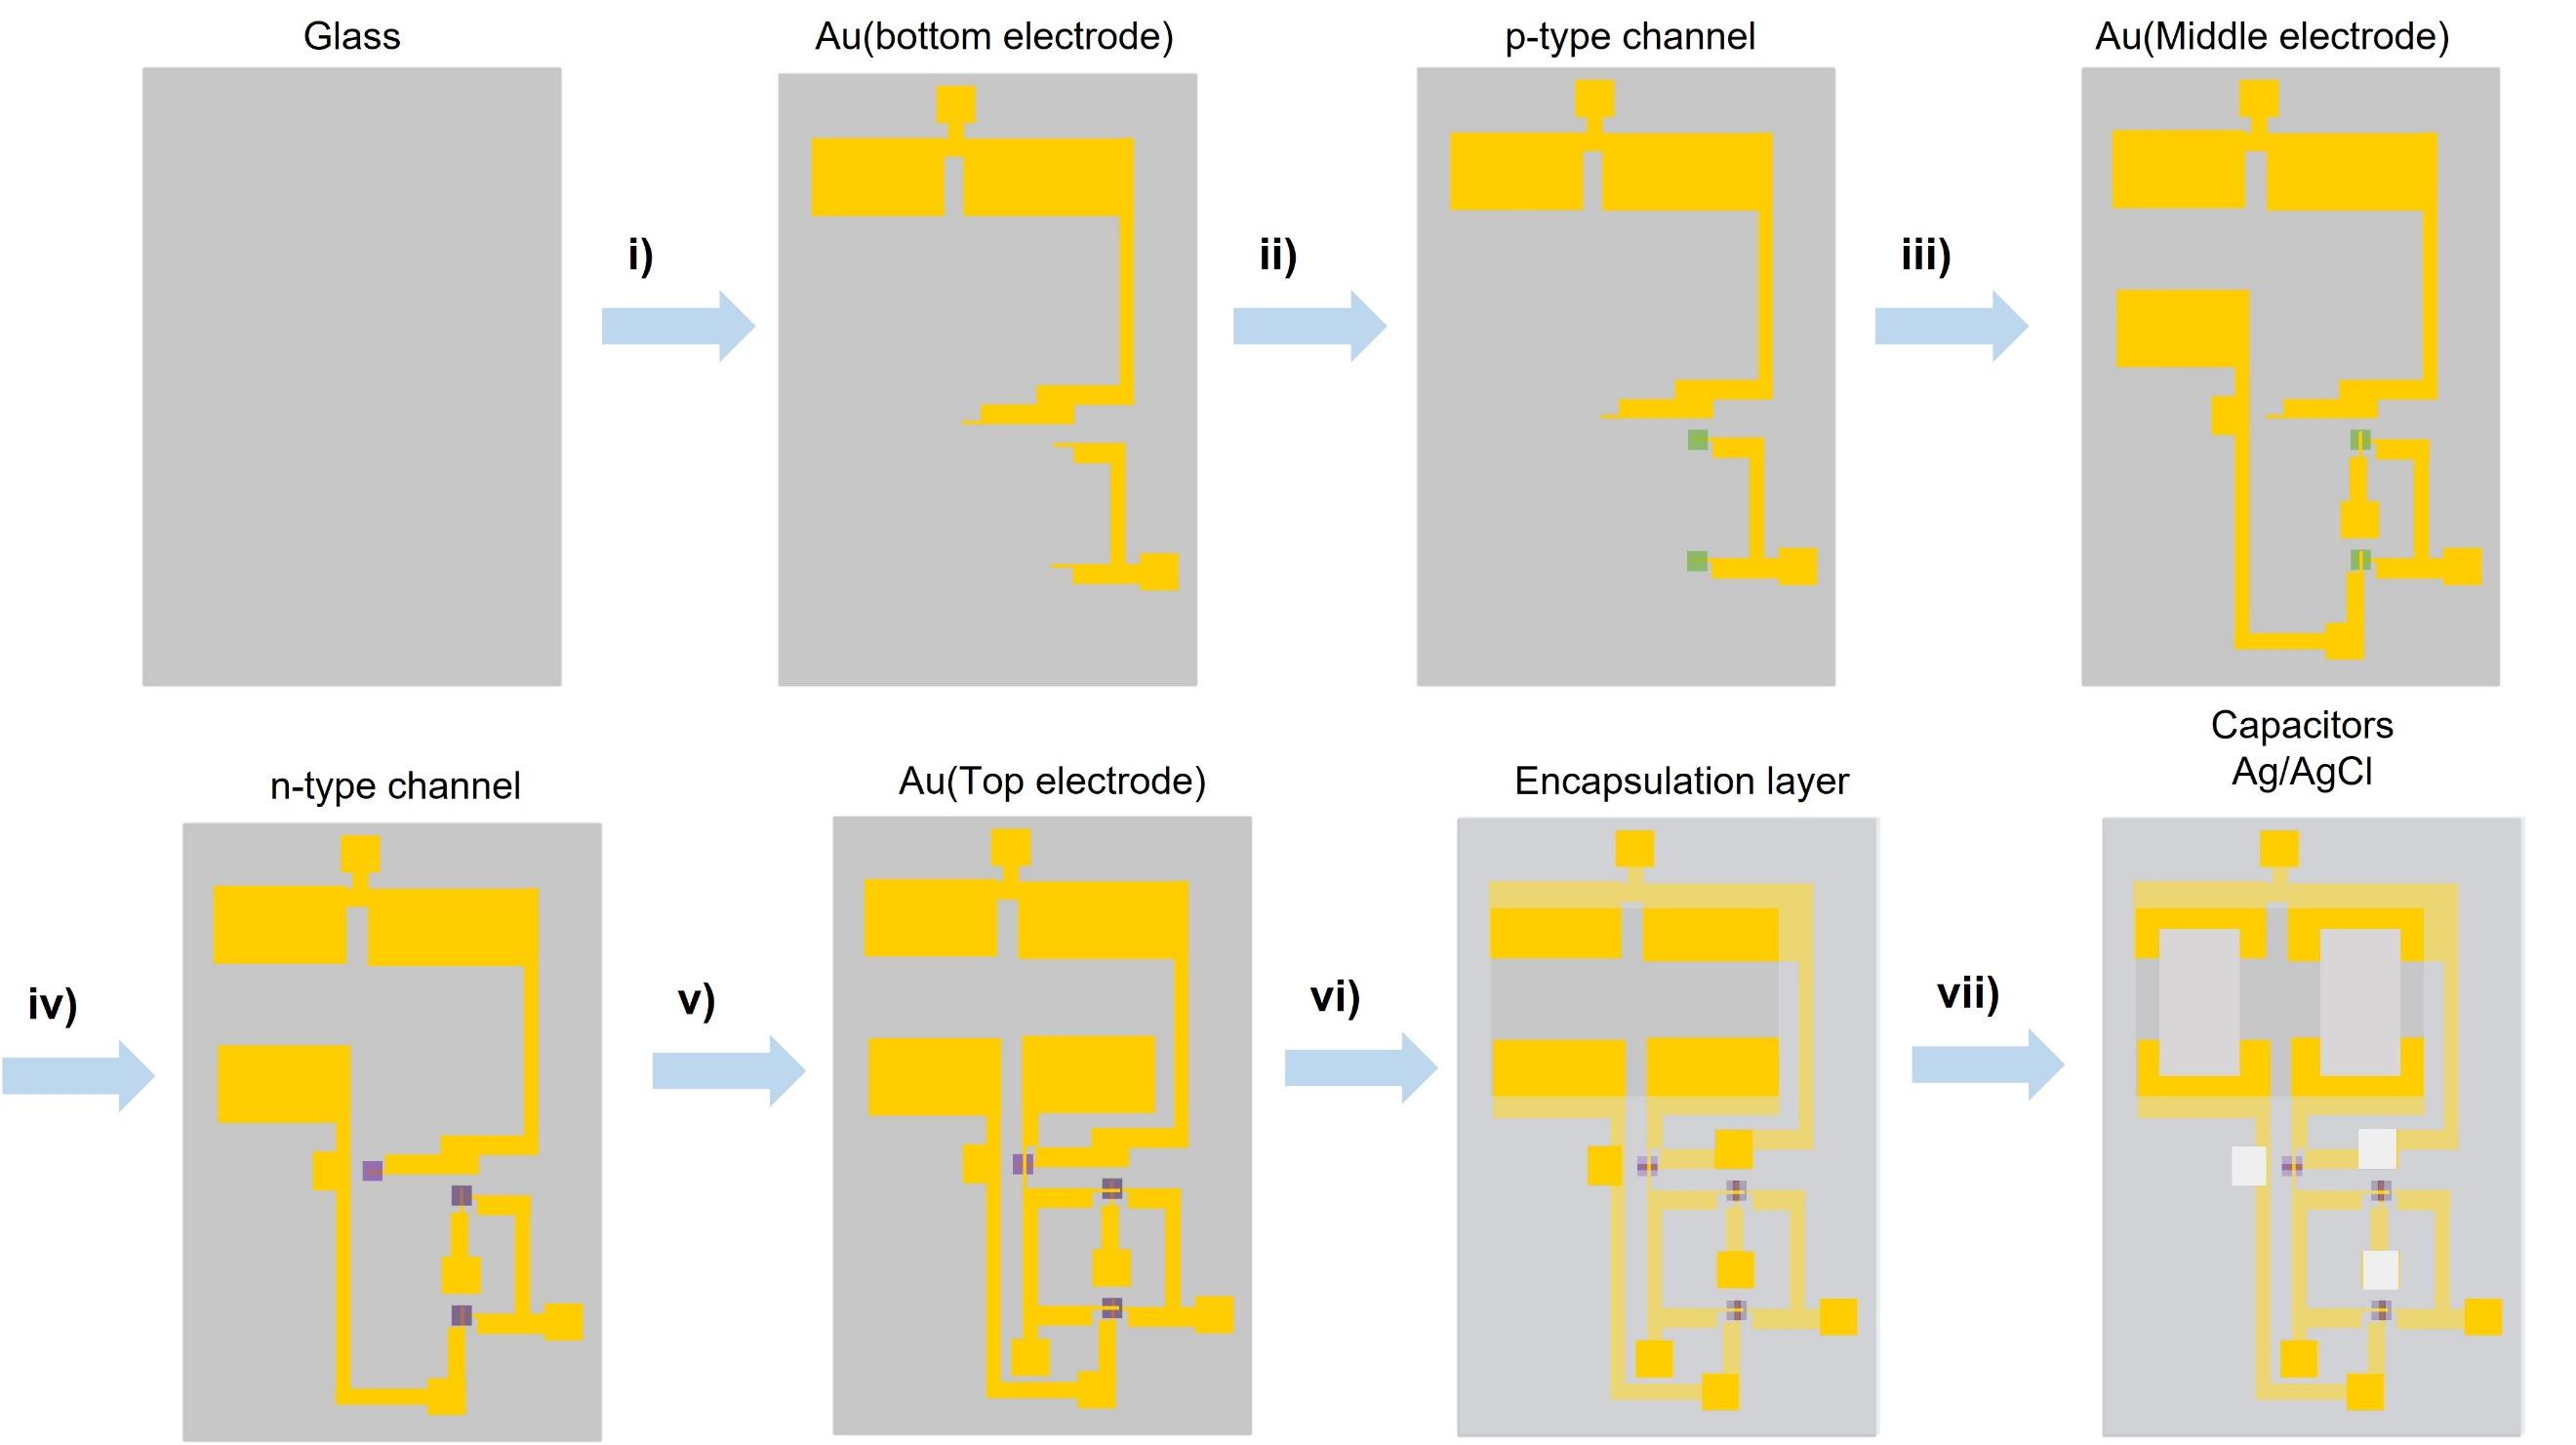 Glass
Au(bottom electrode)
p-type channel
Au(Middle electrode)
i)
ii)
iii)
n-type channel
Au(Top electrode)
Encapsulation layer
Capacitors
Ag/AgCl
iv)
v)
vi)
vii)